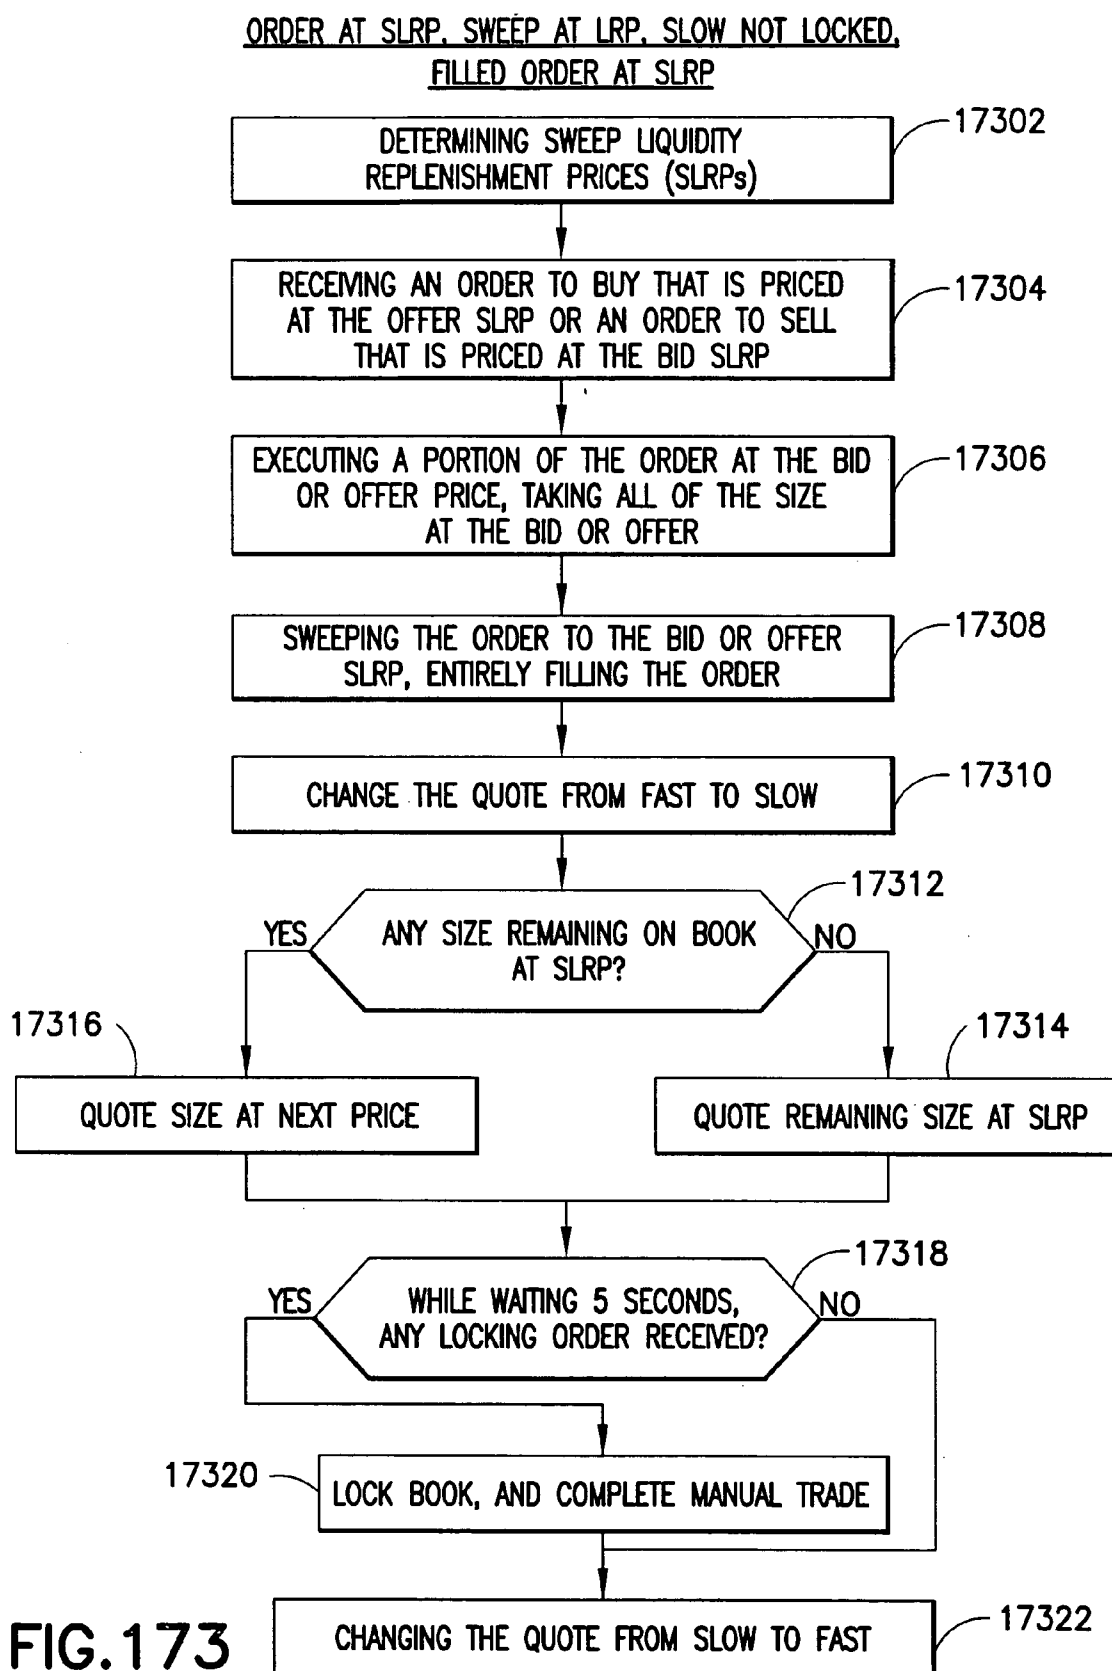 ORDER AT SLRP, SWEEP AT LRP, SLOW NOT LOCKED,
FILLED ORDER AT SLRP
17302
DETERMINING SWEEP LIQUIDITY
REPLENISHMENT PRICES (SLRPs)
17304
RECEIVING AN ORDER TO BUY THAT IS PRICED
AT THE OFFER SLRP OR AN ORDER TO SELL
THAT IS PRICED AT THE BID SLRP
17306
EXECUTING A PORTION OF THE ORDER AT THE BID
OR OFFER PRICE, TAKING ALL OF THE SIZE
AT THE BID OR OFFER
17308
SWEEPING THE ORDER TO THE BID OR OFFER
SLRP, ENTIRELY FILLING THE ORDER
17310
CHANGE THE QUOTE FROM FAST TO SLOW
17312
YES
ANY SIZE REMAINING ON BOOK
AT SLRP?
NO
17316
17314
QUOTE SIZE AT NEXT PRICE
QUOTE REMAINING SIZE AT SLRP
17318
YES
WHILE WAITING 5 SECONDS,
ANY LOCKING ORDER RECEIVED?
NO
17320
LOCK BOOK, AND COMPLETE MANUAL TRADE
17322
CHANGING THE QUOTE FROM SLOW TO FAST
FIG.173